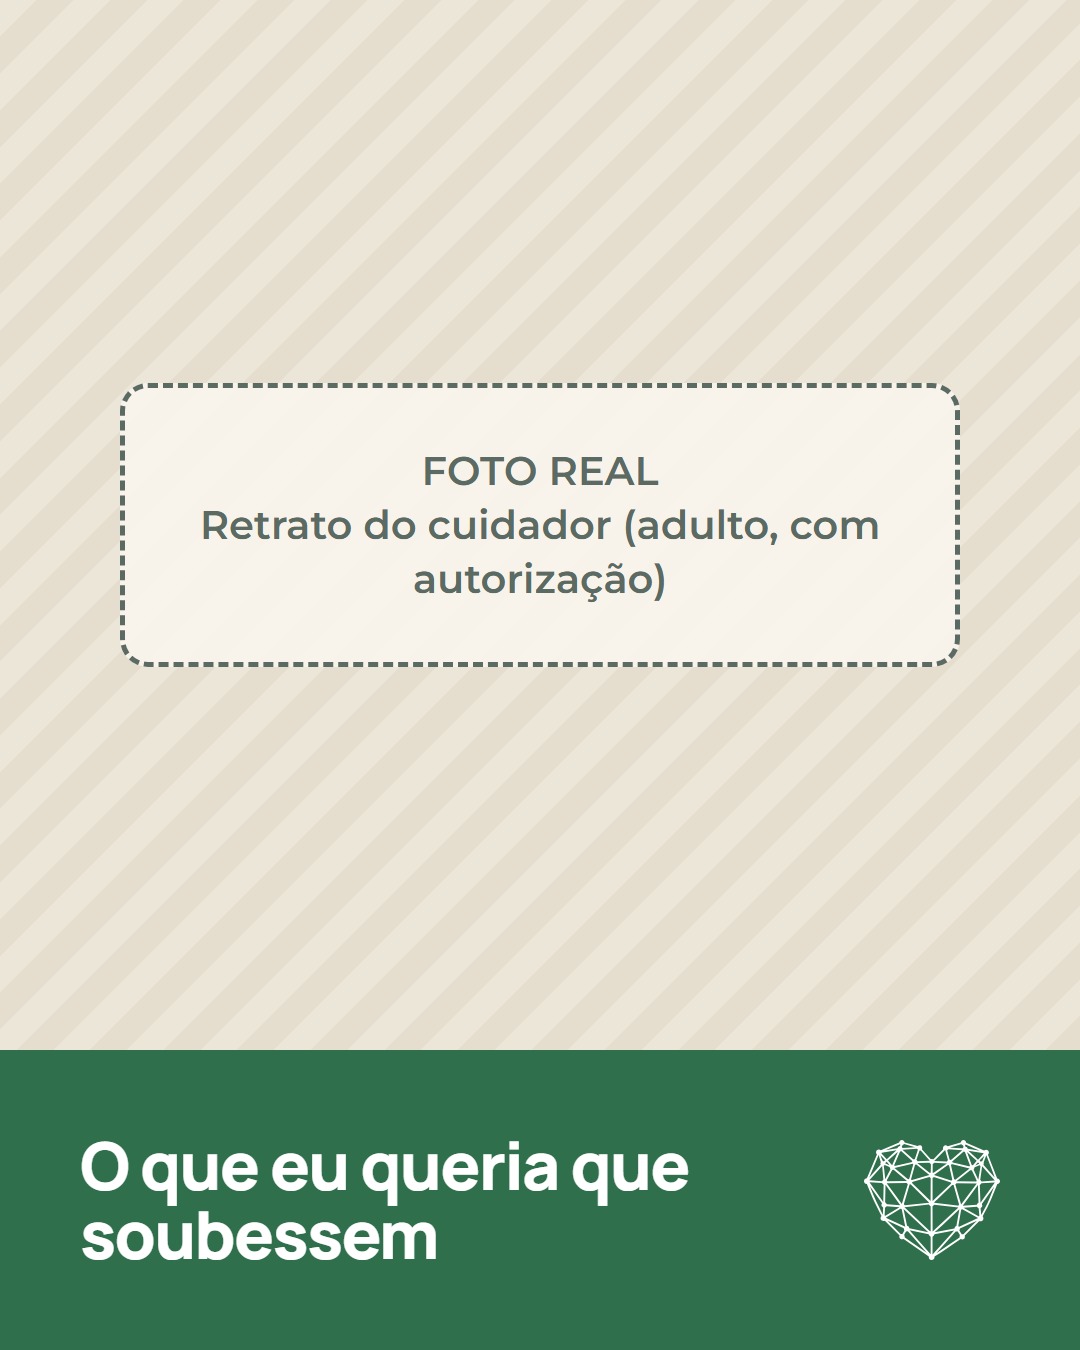 FOTO REAL
Retrato do cuidador (adulto, com
autorização)
O que eu queria que
soubessem